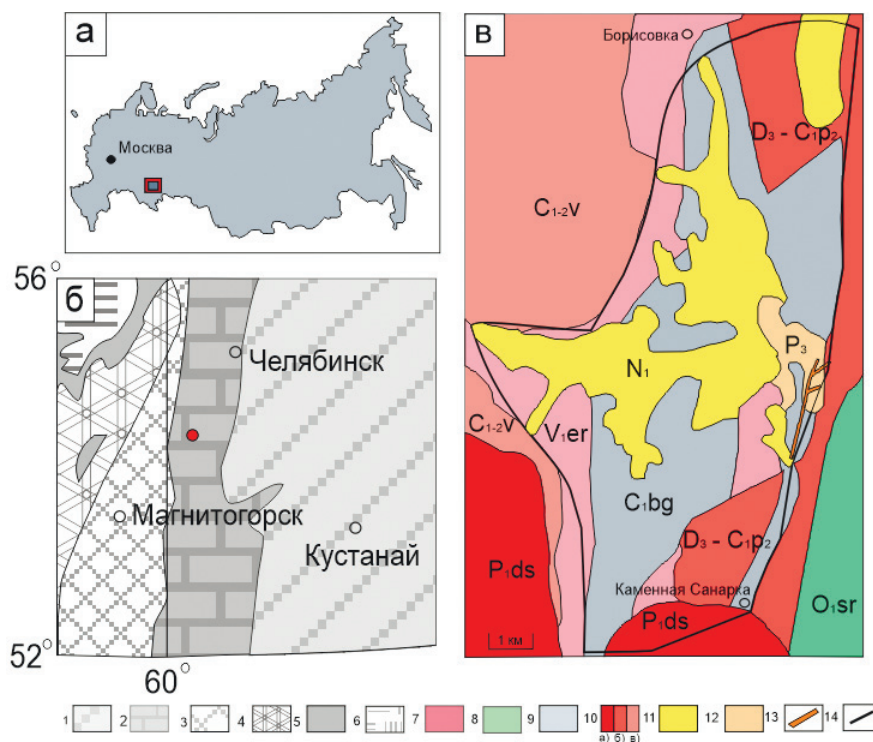 а
Москва
56°
б
Челябинск
Магнитогорск
Кустанай
52°
60°
в
Борисовка
D₃ - C₁p₂
C₁₋₂v
P₃
N₁
C₁₋₂v
V₁er
C₁bg
D₃ - C₁p₂
P₁ds
Каменная Санарка
P₁ds
O₁sr
1 км
1 2 3 4 5 6 7 8 9 10 11 12 13 14
а) б) в)